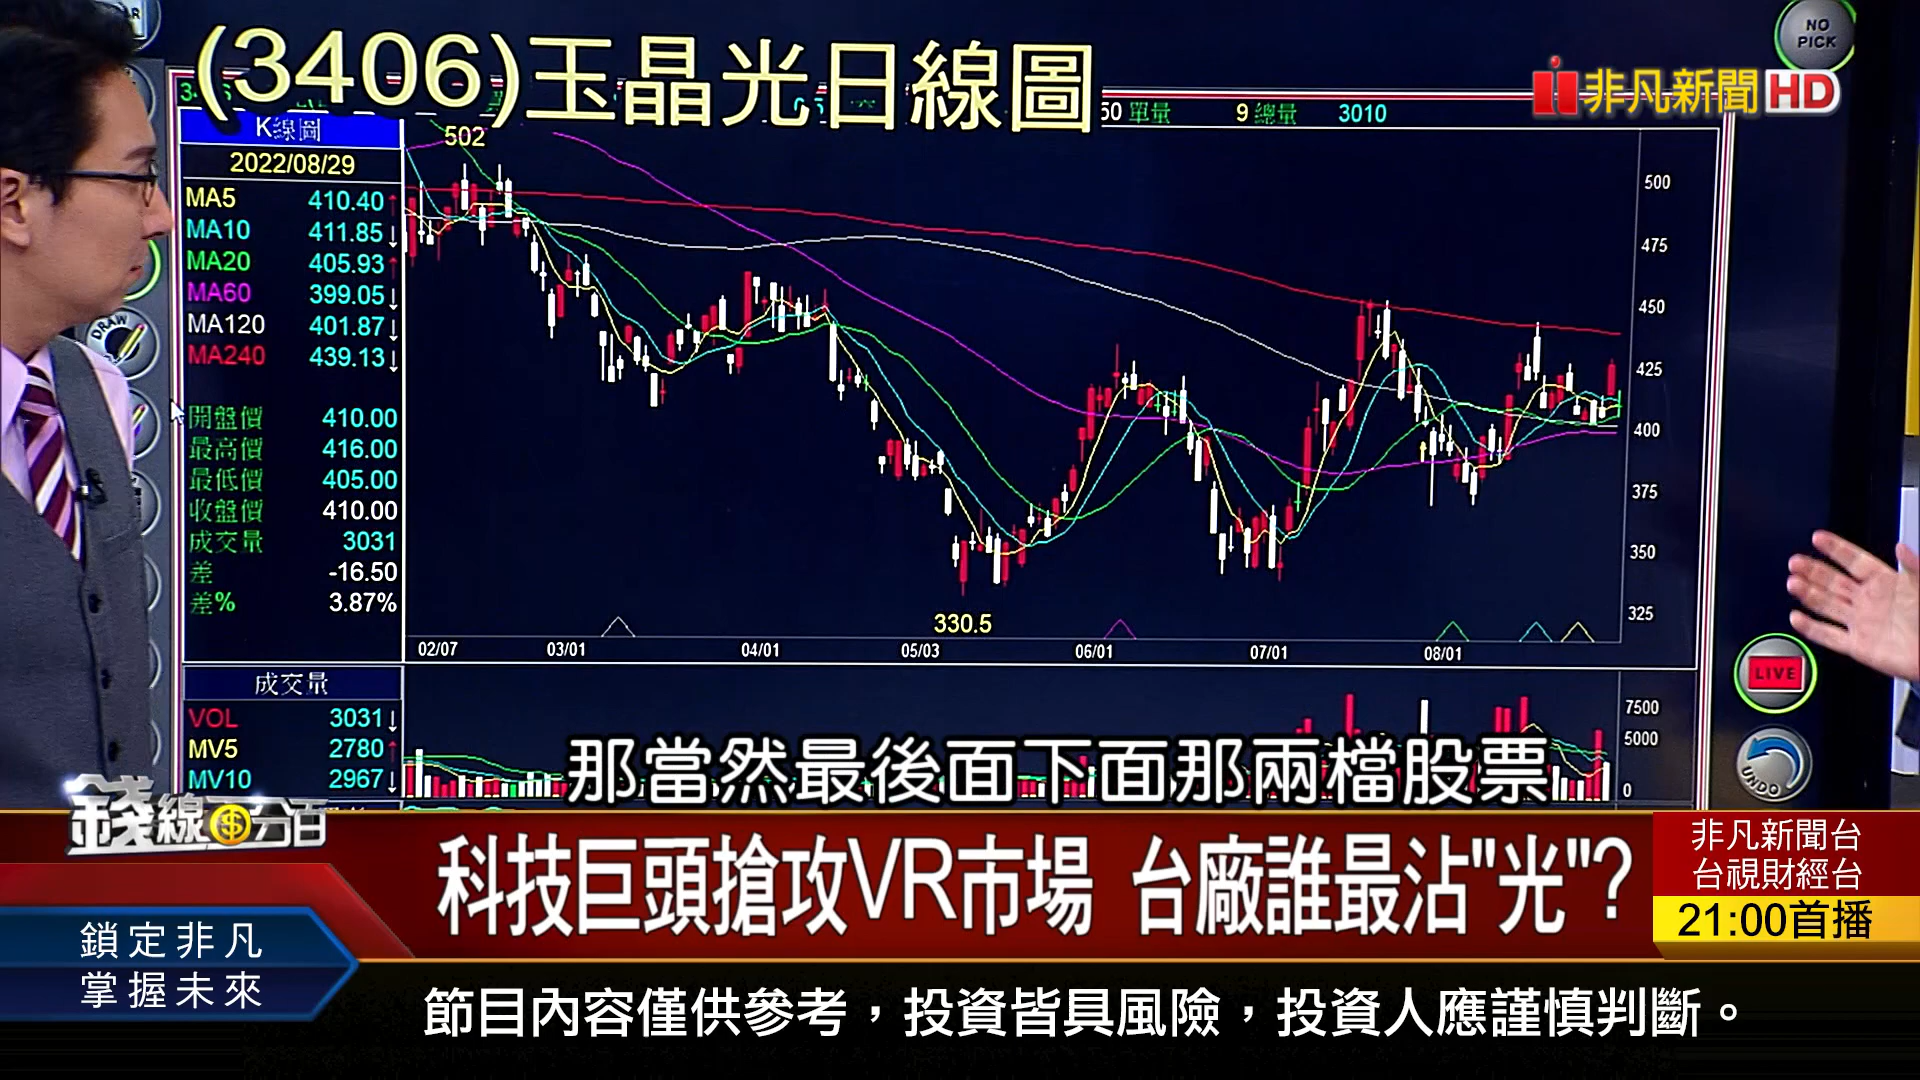 (3406)玉晶光日線圖
NO
PICK
非凡新聞HD
50 單量 9 總量 3010
K線圖
502
2022/08/29
MA5 410.40↑
MA10 411.85↓
MA20 405.93↑
MA60 399.05↓
MA120 401.87↓
MA240 439.13↓
開盤價 410.00
最高價 416.00
最低價 405.00
收盤價 410.00
成交量 3031
差 -16.50
差% 3.87%
500
475
450
425
400
375
350
325
330.5
02/07 03/01 04/01 05/03 06/01 07/01 08/01
DRAW
LIVE
UNDO
成交量
VOL 3031↓
MV5 2780↑
MV10 2967↓
7500
5000
0
那當然最後面下面那兩檔股票
錢線百分百
科技巨頭搶攻VR市場 台廠誰最沾"光"?
非凡新聞台
台視財經台
21:00首播
鎖定非凡
掌握未來
節目內容僅供參考，投資皆具風險，投資人應謹慎判斷。